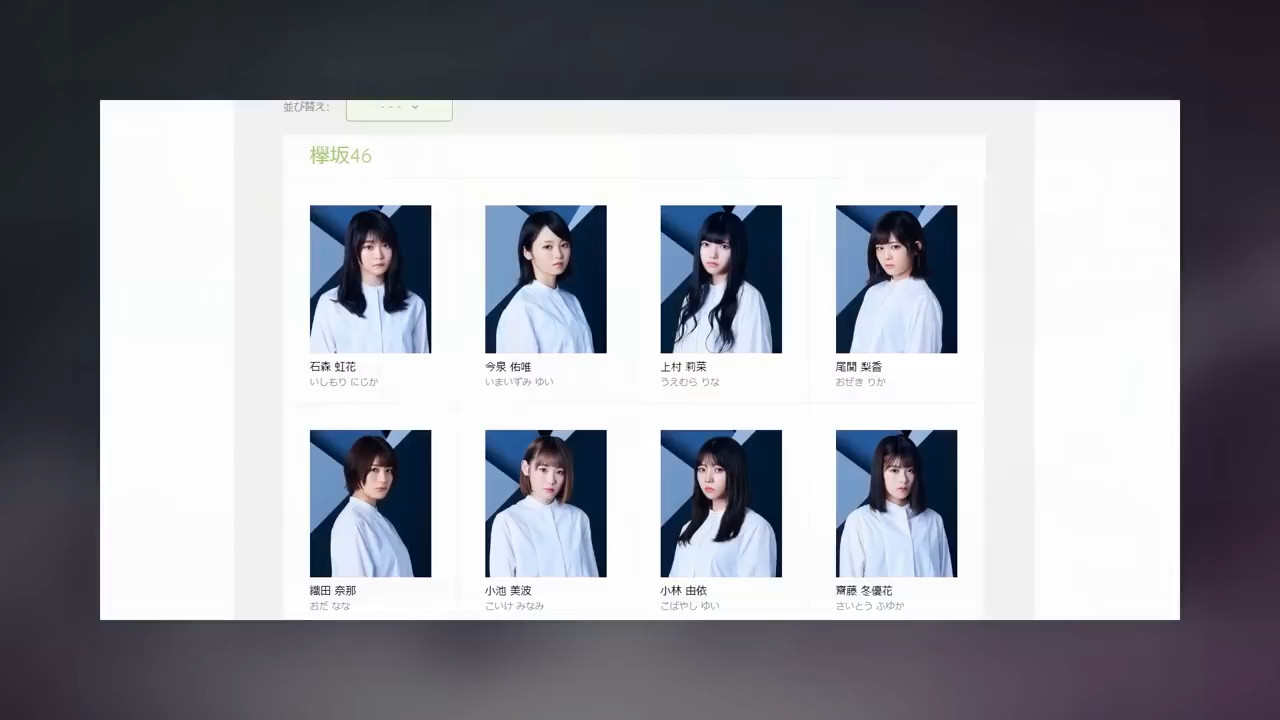 並び替え:
---
欅坂46
石森 虹花
いしもり にじか
今泉 佑唯
いまいずみ ゆい
上村 莉菜
うえむら りな
尾関 梨香
おぜき りか
織田 奈那
おだ なな
小池 美波
こいけ みなみ
小林 由依
こばやし ゆい
齋藤 冬優花
さいとう ふゆか